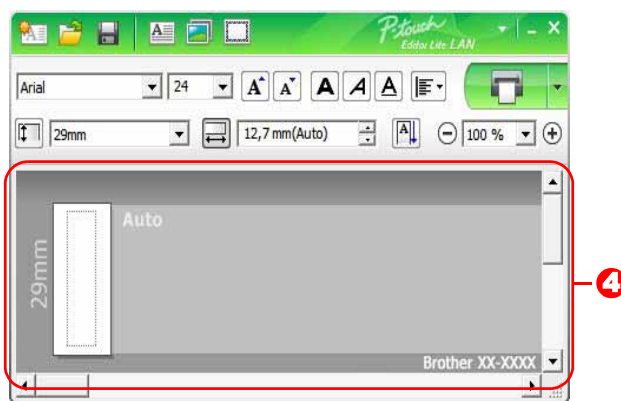 P-touch
Editor Lite LAN
Arial 24 A A A A A
29mm 12,7 mm(Auto) A 100 %
Auto
29mm
4
Brother XX-XXXX